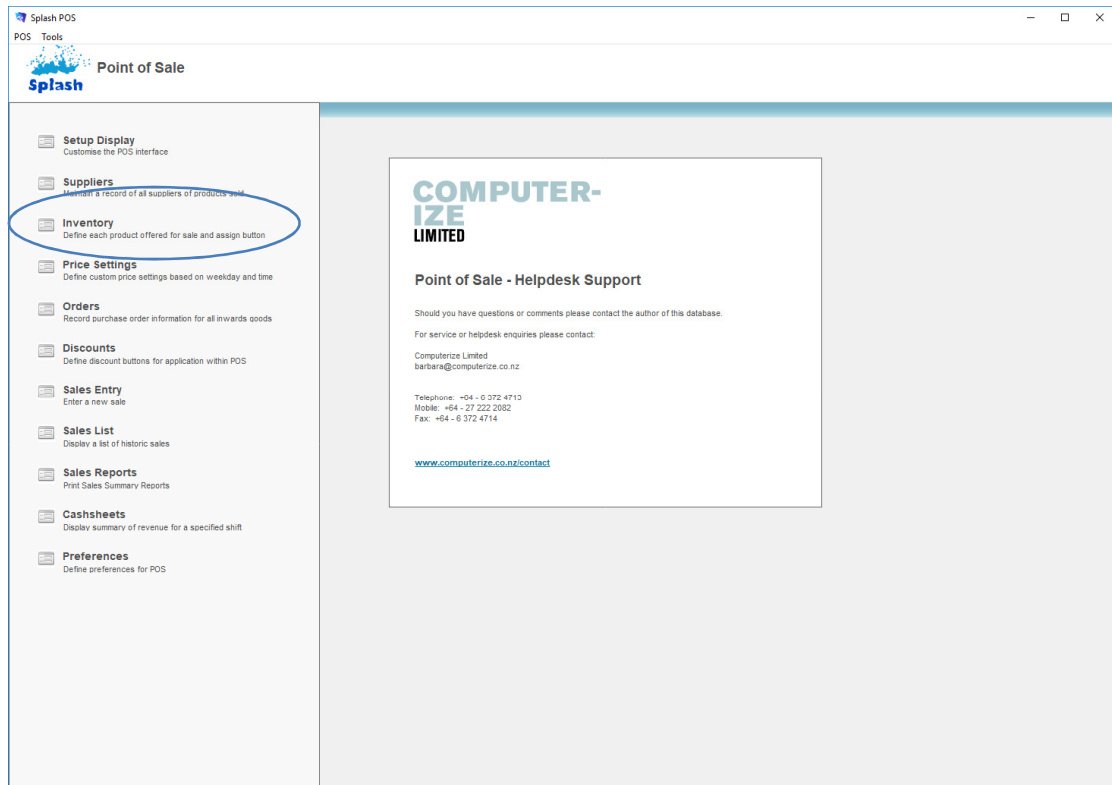 Splash POS
POS Tools
Splash
Point of Sale
Setup Display
Customise the POS interface
Suppliers
Maintain a record of all suppliers of products sold
Inventory
Define each product offered for sale and assign button
Price Settings
Define custom price settings based on weekday and time
Orders
Record purchase order information for all inwards goods
Discounts
Define discount buttons for application within POS
Sales Entry
Enter a new sale
Sales List
Display a list of historic sales
Sales Reports
Print Sales Summary Reports
Cashsheets
Display summary of revenue for a specified shift
Preferences
Define preferences for POS
COMPUTER-
IZE
LIMITED
Point of Sale - Helpdesk Support
Should you have questions or comments please contact the author of this database.
For service or helpdesk enquiries please contact:
Computerize Limited
barbara@computerize.co.nz
Telephone: +64 - 6 372 4713
Mobile: +64 - 27 222 2082
Fax: +64 - 6 372 4714
www.computerize.co.nz/contact